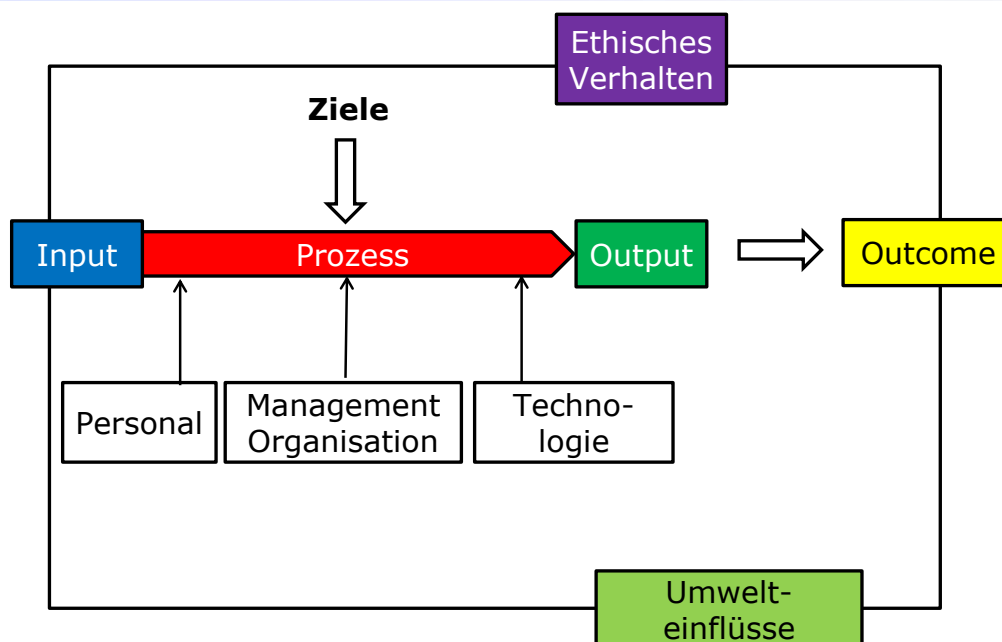 Ethisches
Verhalten
Ziele
Input
Prozess
Output
Outcome
Personal
Management
Organisation
Techno-
logie
Umwelt-
einflüsse